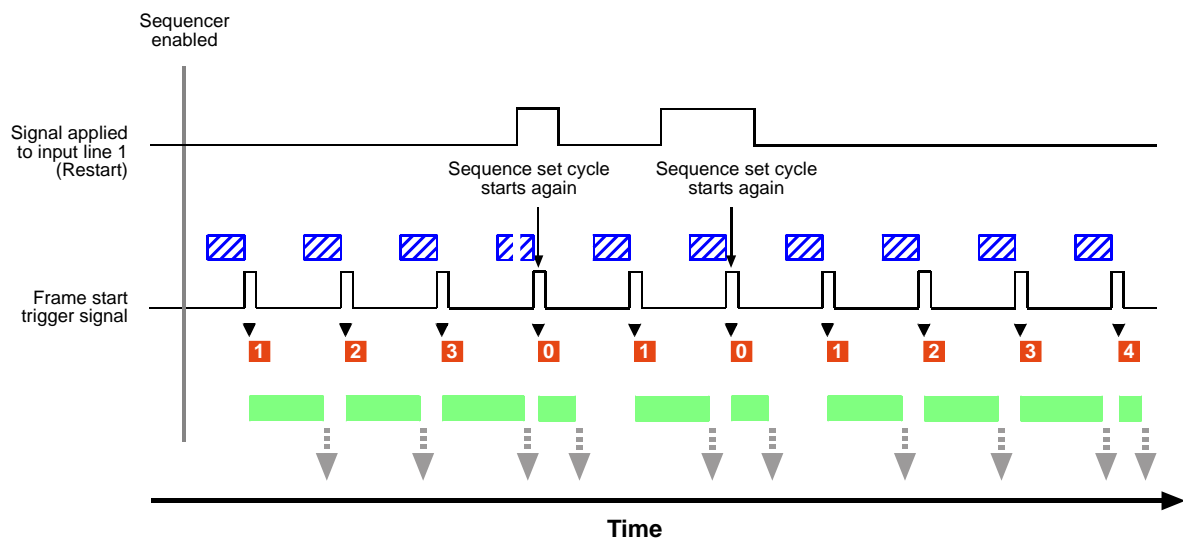 Sequencer
enabled
Signal applied
to input line 1
(Restart)
Sequence set cycle
starts again
Sequence set cycle
starts again
Frame start
trigger signal
1 2 3 0 1 0 1 2 3 4
Time